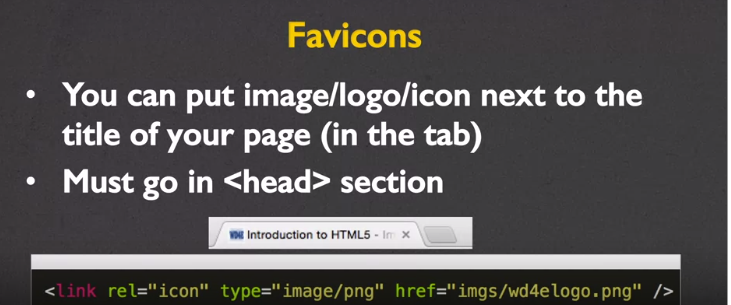 Favicons
• You can put image/logo/icon next to the
title of your page (in the tab)
• Must go in <head> section
Introduction to HTML5 - Im ×
<link rel="icon" type="image/png" href="imgs/wd4elogo.png" />